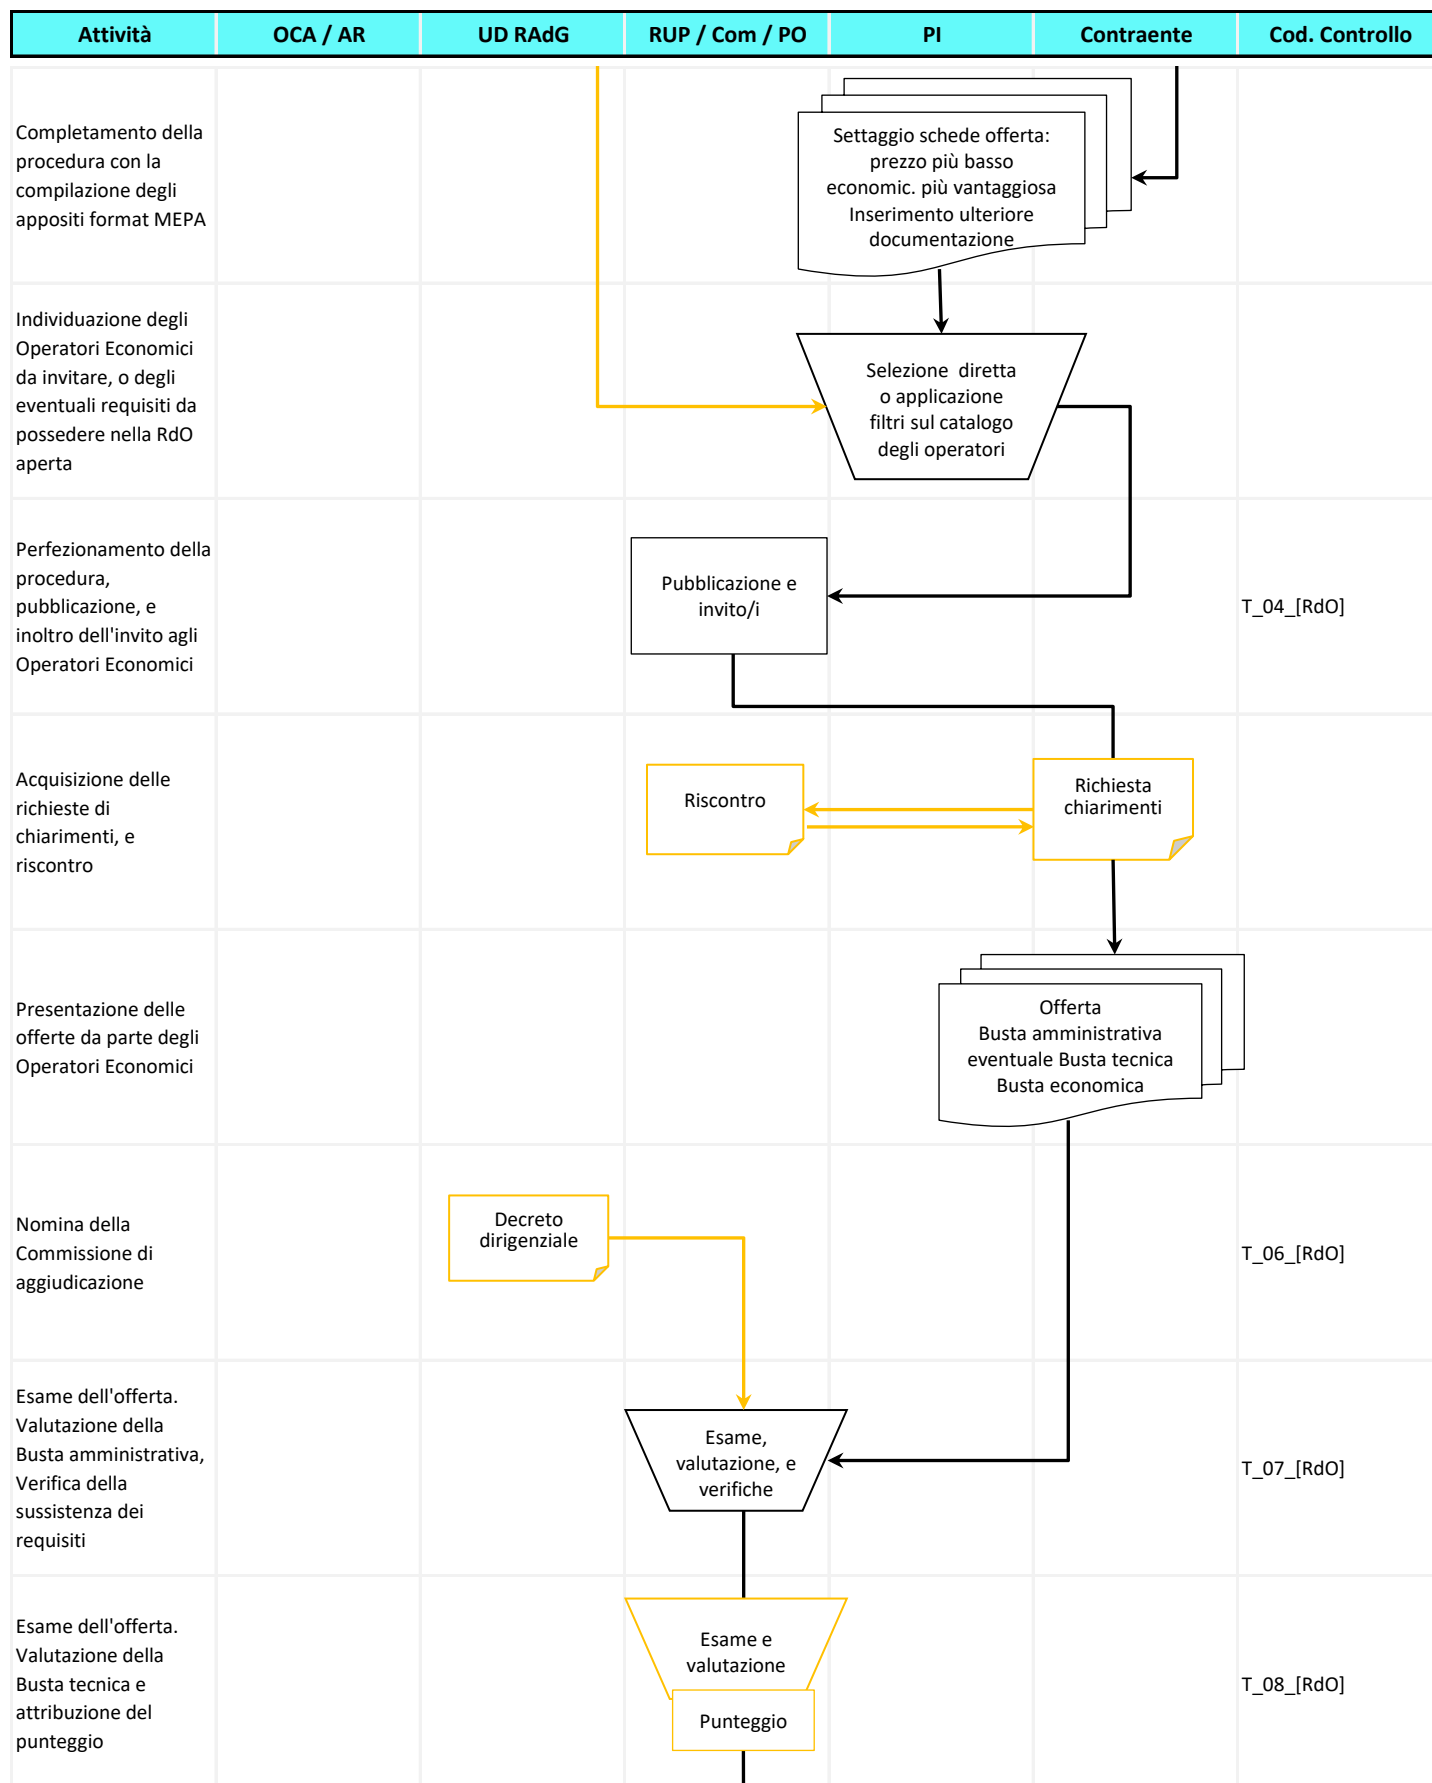 Attività
OCA / AR
UD RAdG
RUP / Com / PO
PI
Contraente
Cod. Controllo
Completamento della
procedura con la
compilazione degli
appositi format MEPA
Settaggio schede offerta:
prezzo più basso
economic. più vantaggiosa
Inserimento ulteriore
documentazione
Individuazione degli
Operatori Economici
da invitare, o degli
eventuali requisiti da
possedere nella RdO
aperta
Selezione  diretta
o applicazione
filtri sul catalogo
degli operatori
Perfezionamento della
procedura,
pubblicazione, e
inoltro dell'invito agli
Operatori Economici
Pubblicazione e
invito/i
T_04_[RdO]
Acquisizione delle
richieste di
chiarimenti, e
riscontro
Riscontro
Richiesta
chiarimenti
Presentazione delle
offerte da parte degli
Operatori Economici
Offerta
Busta amministrativa
eventuale Busta tecnica
Busta economica
Nomina della
Commissione di
aggiudicazione
Decreto
dirigenziale
T_06_[RdO]
Esame dell'offerta.
Valutazione della
Busta amministrativa,
Verifica della
sussistenza dei
requisiti
Esame,
valutazione, e
verifiche
T_07_[RdO]
Esame dell'offerta.
Valutazione della
Busta tecnica e
attribuzione del
punteggio
Esame e
valutazione
Punteggio
T_08_[RdO]